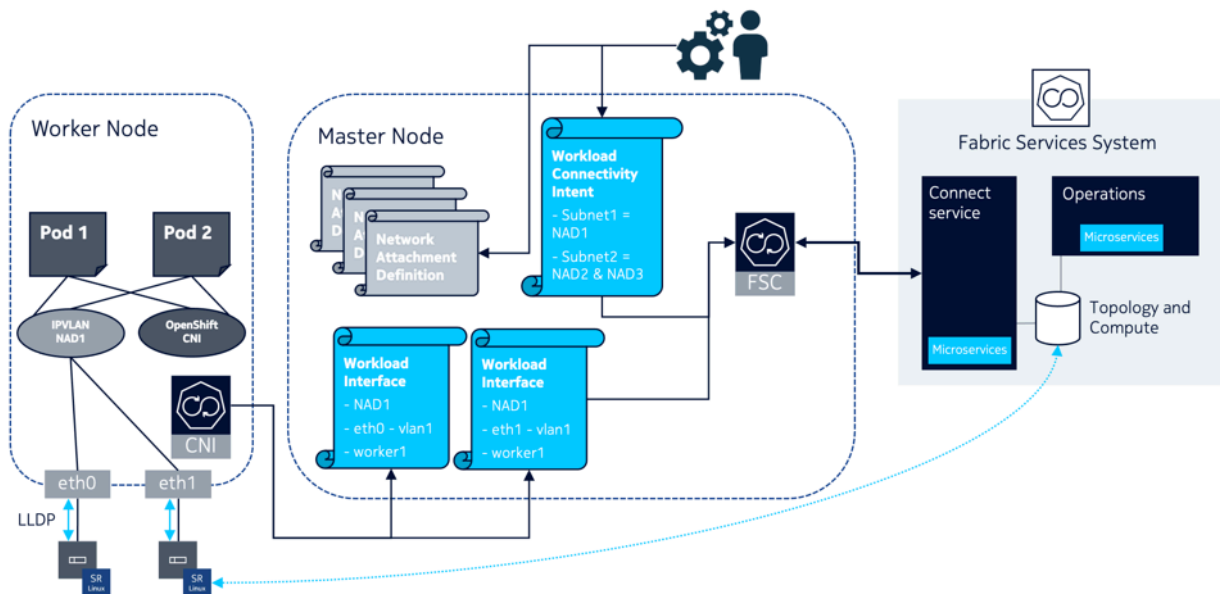 Worker Node
Pod 1
Pod 2
IPVLAN
NAD1
OpenShift
CNI
CNI
eth0
eth1
LLDP
SR
Linux
SR
Linux
Master Node
N
A
D
N
A
D
Network
Attachment
Definition
Workload
Connectivity
Intent
- Subnet1 =
NAD1
- Subnet2 =
NAD2 & NAD3
Workload
Interface
- NAD1
- eth0 - vlan1
- worker1
Workload
Interface
- NAD1
- eth1 - vlan1
- worker1
FSC
Fabric Services System
Connect
service
Microservices
Operations
Microservices
Topology and
Compute